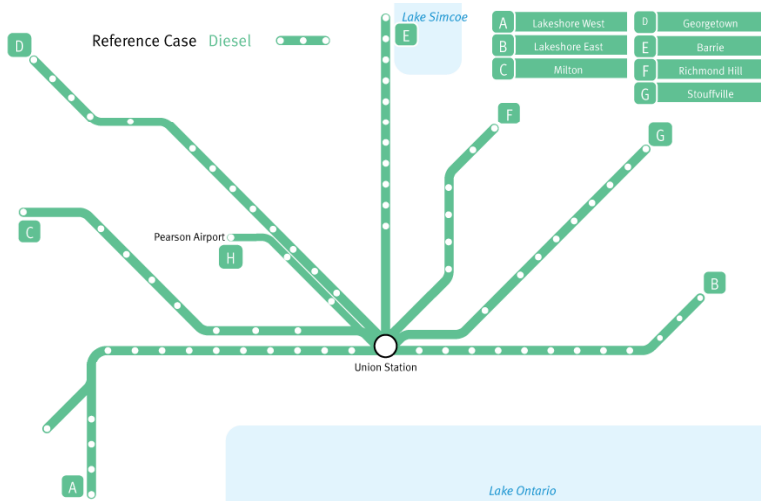 Lake Simcoe
Reference Case Diesel
A Lakeshore West
B Lakeshore East
C Milton
D Georgetown
E Barrie
F Richmond Hill
G Stouffville
D
E
F
G
C
Pearson Airport
H
B
Union Station
A
Lake Ontario